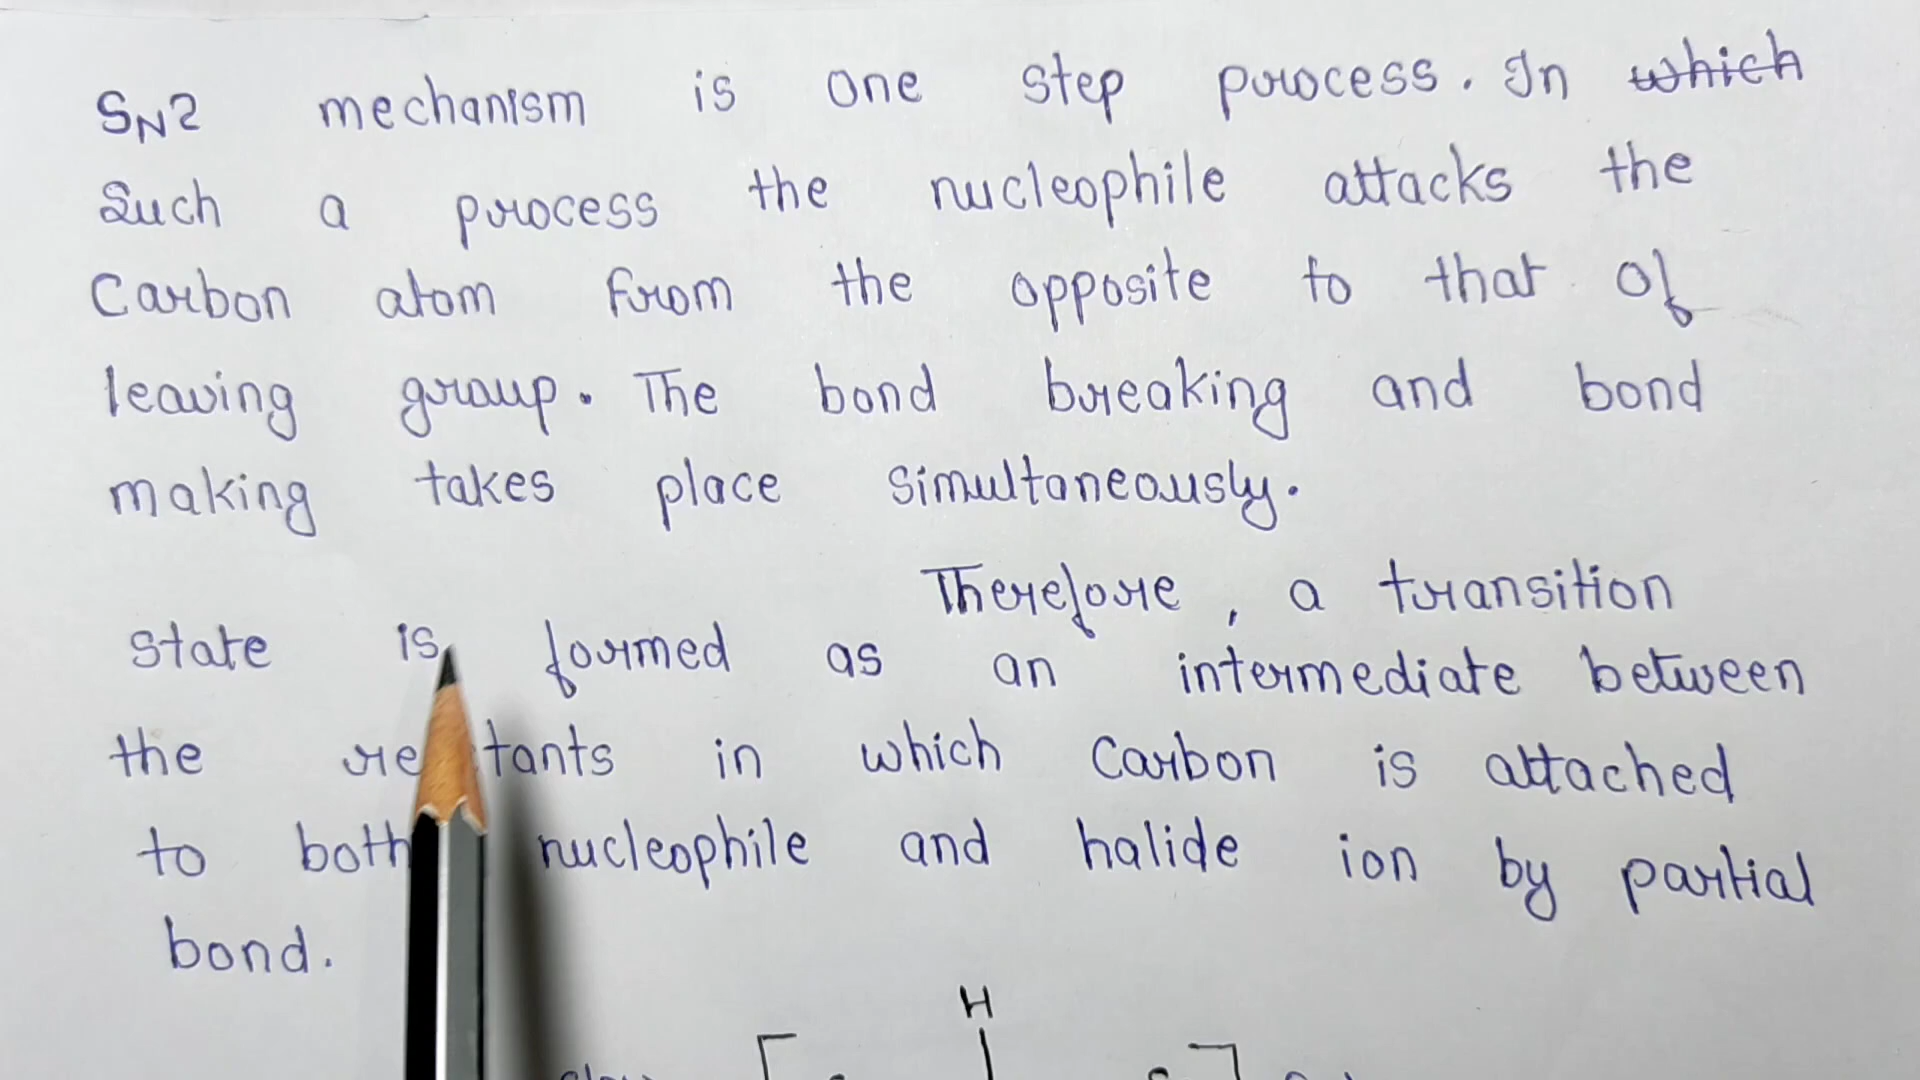 SN2 mechanism is one step process. In which
Such a process the nucleophile attacks the
Carbon atom from the opposite to that of
leaving group. The bond breaking and bond
making takes place simultaneously.
Therefore, a transition
state is formed as an intermediate between
the in which Carbon is attached
to both nucleophile and halide ion by partial
bond.
H